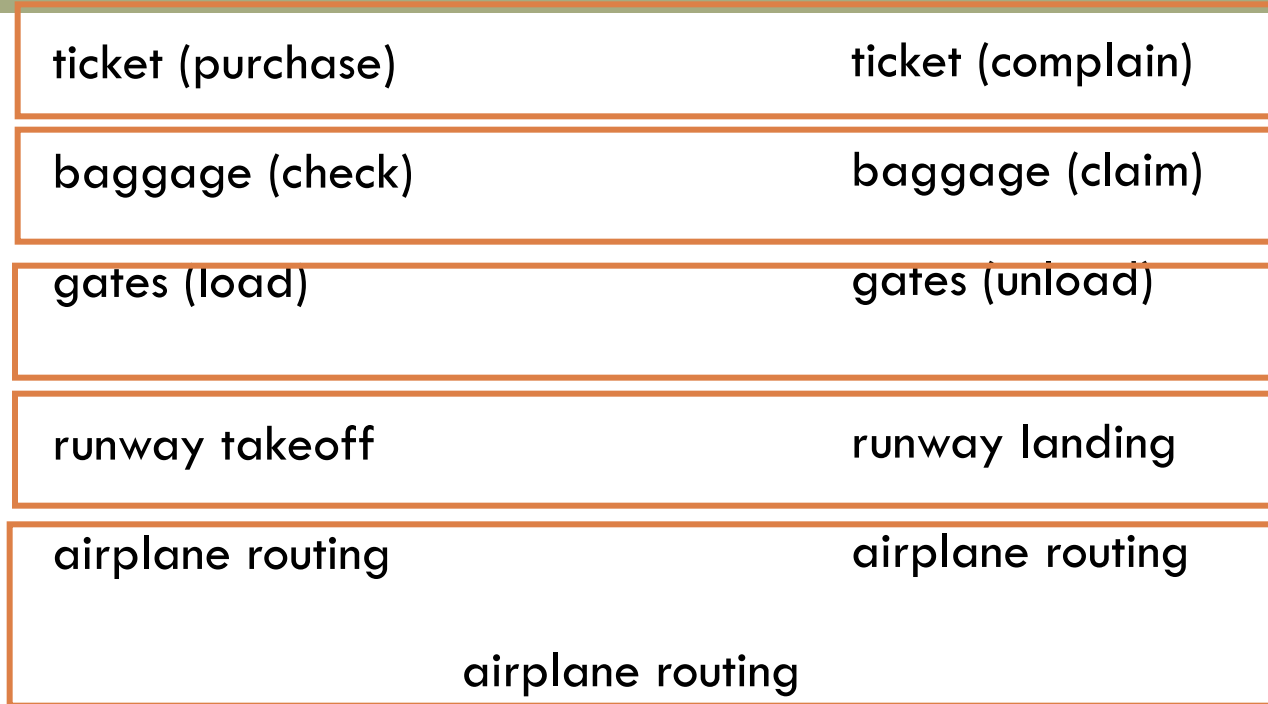 ticket (purchase) ticket (complain)
baggage (check) baggage (claim)
gates (load) gates (unload)
runway takeoff runway landing
airplane routing airplane routing
airplane routing